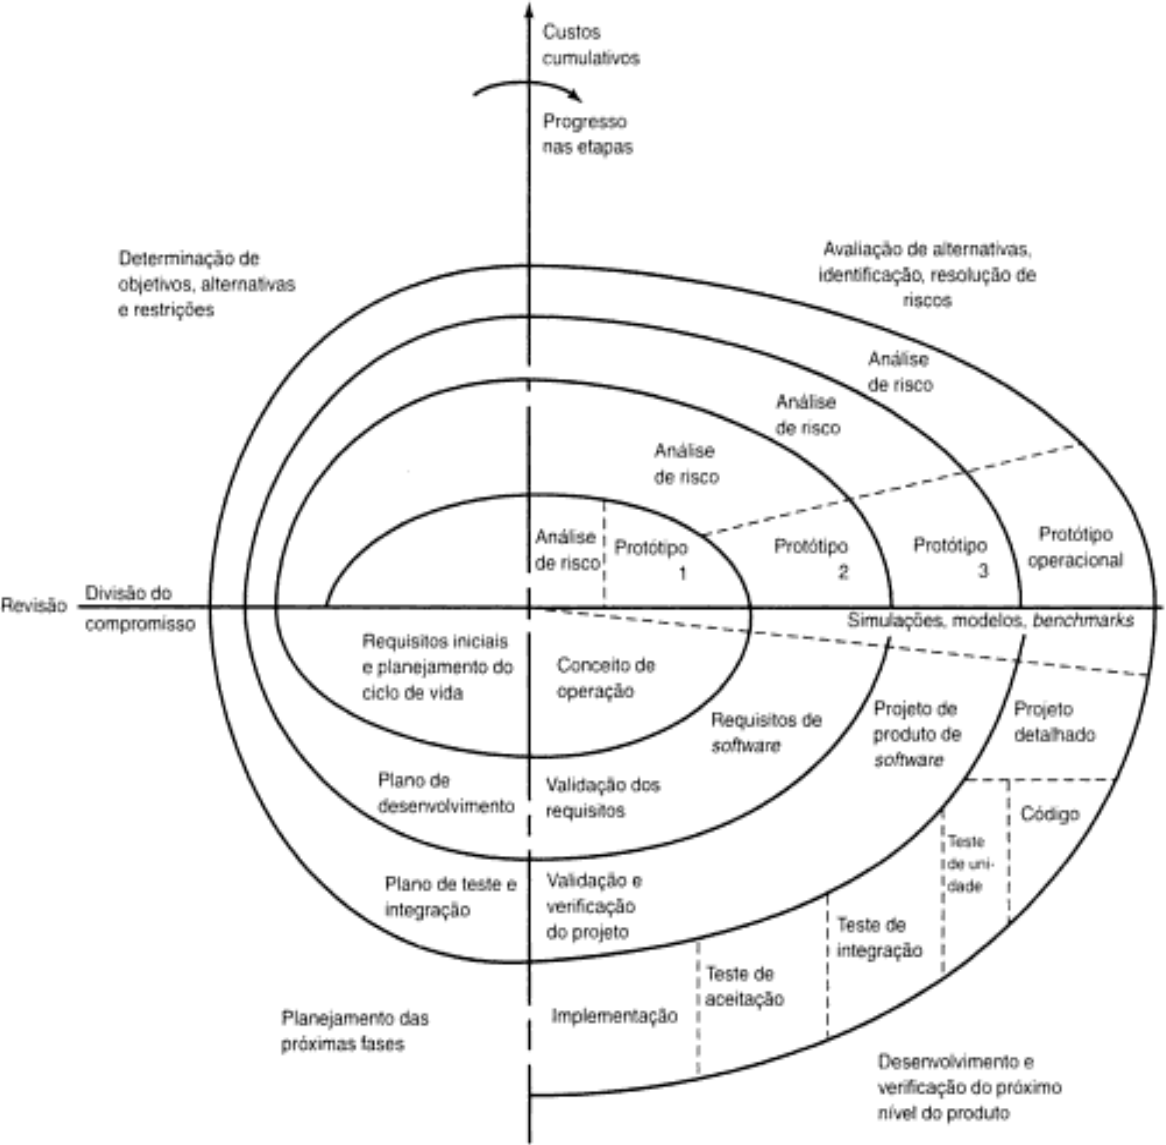 Custos
cumulativos
Progresso
nas etapas
Determinação de
objetivos, alternativas
e restrições
Avaliação de alternativas,
identificação, resolução de
riscos
Análise
de risco
Análise
de risco
Análise
de risco
Análise
de risco
Protótipo
1
Protótipo
2
Protótipo
3
Protótipo
operacional
Revisão
Divisão do
compromisso
Simulações, modelos, benchmarks
Requisitos iniciais
e planejamento do
ciclo de vida
Conceito de
operação
Requisitos de
software
Projeto de
produto de
software
Projeto
detalhado
Plano de
desenvolvimento
Validação dos
requisitos
Código
Teste
de uni-
dade
Plano de teste e
integração
Validação e
verificação
do projeto
Teste de
integração
Teste de
aceitação
Implementação
Planejamento das
próximas fases
Desenvolvimento e
verificação do próximo
nível do produto